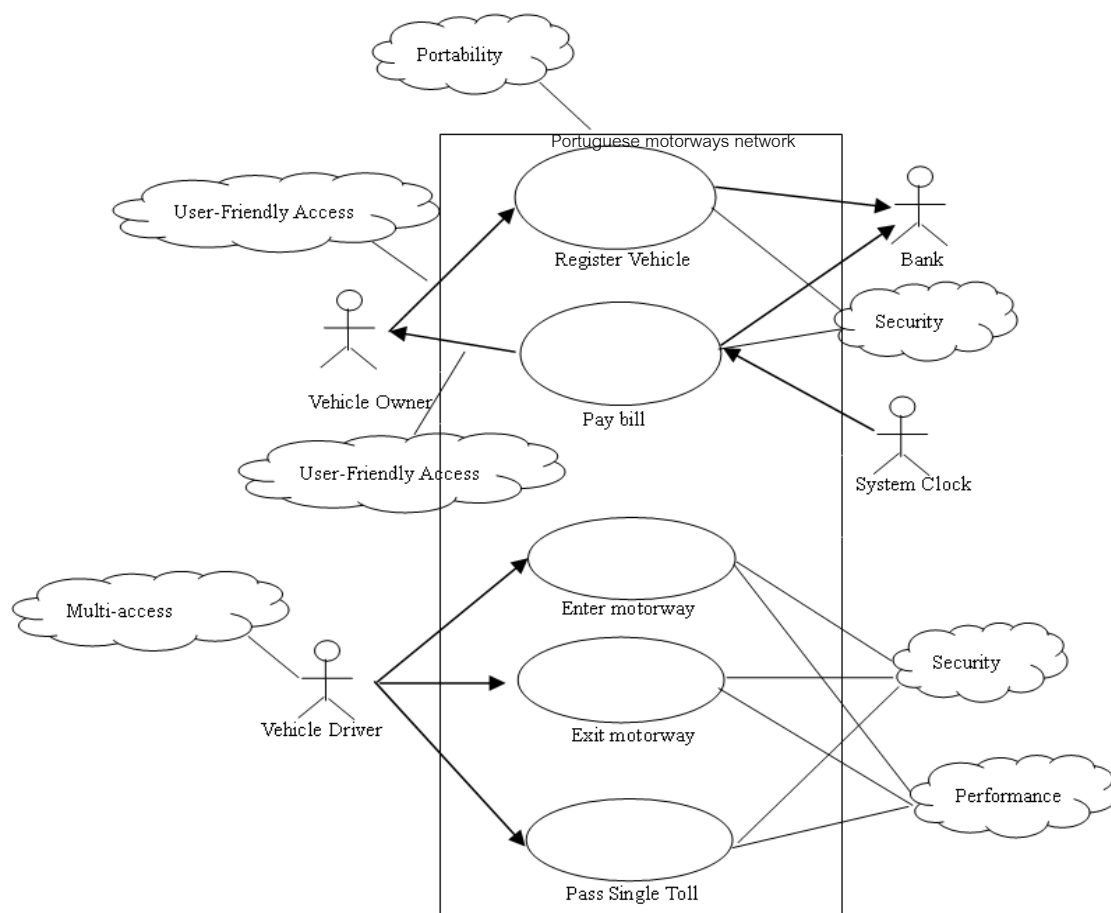 Portability
Portuguese motorways network
User-Friendly Access
Register Vehicle
Bank
Security
Vehicle Owner
Pay bill
User-Friendly Access
System Clock
Multi-access
Enter motorway
Security
Vehicle Driver
Exit motorway
Performance
Pass Single Toll